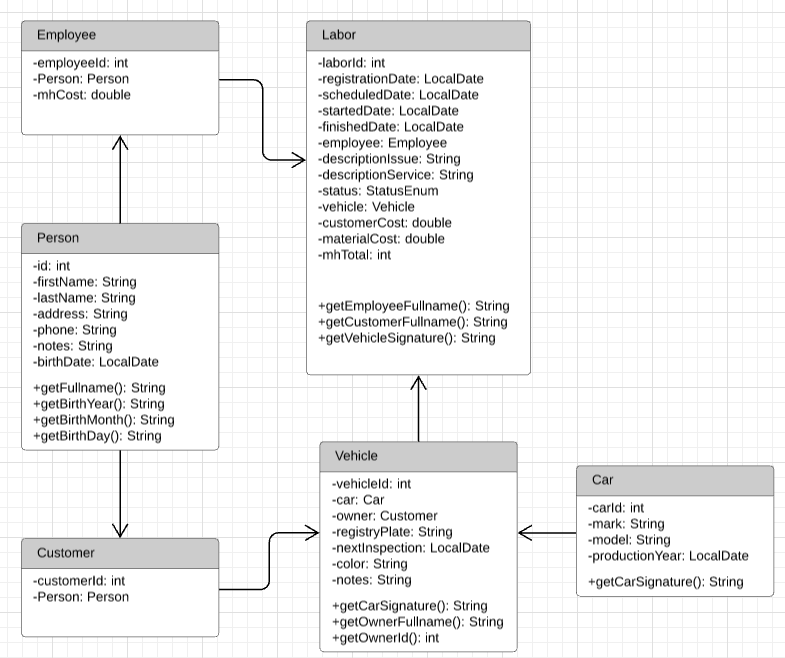 Employee
-employeeId: int
-Person: Person
-mhCost: double
Labor
-laborId: int
-registrationDate: LocalDate
-scheduledDate: LocalDate
-startedDate: LocalDate
-finishedDate: LocalDate
-employee: Employee
-descriptionIssue: String
-descriptionService: String
-status: StatusEnum
-vehicle: Vehicle
-customerCost: double
-materialCost: double
-mhTotal: int
+getEmployeeFullname(): String
+getCustomerFullname(): String
+getVehicleSignature(): String
Person
-id: int
-firstName: String
-lastName: String
-address: String
-phone: String
-notes: String
-birthDate: LocalDate
+getFullname(): String
+getBirthYear(): String
+getBirthMonth(): String
+getBirthDay(): String
Customer
-customerId: int
-Person: Person
Vehicle
-vehicleId: int
-car: Car
-owner: Customer
-registryPlate: String
-nextInspection: LocalDate
-color: String
-notes: String
+getCarSignature(): String
+getOwnerFullname(): String
+getOwnerId(): int
Car
-carId: int
-mark: String
-model: String
-productionYear: LocalDate
+getCarSignature(): String